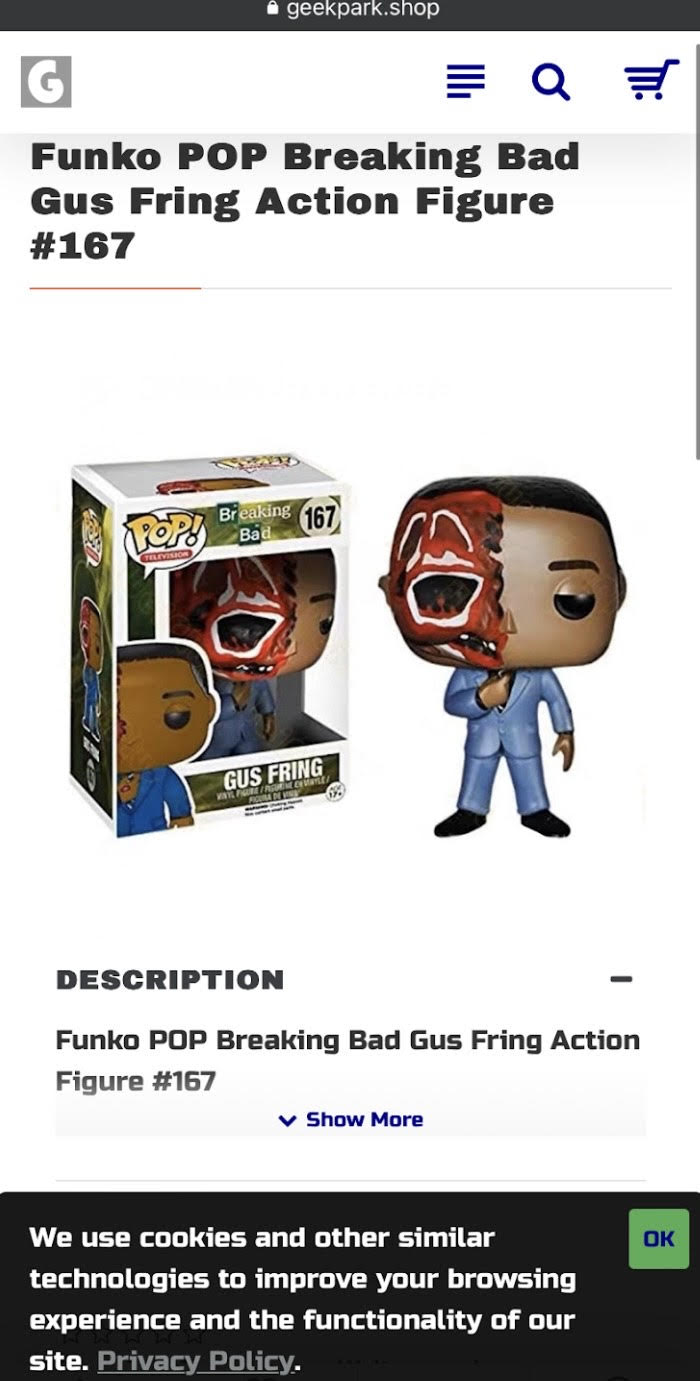 geekpark.shop
G
Funko POP Breaking Bad
Gus Fring Action Figure
#167
POP!
TELEVISION
Breaking
Bad
167
GUS FRING
DESCRIPTION
Funko POP Breaking Bad Gus Fring Action
Figure #167
Show More
We use cookies and other similar
technologies to improve your browsing
experience and the functionality of our
site. Privacy Policy.
OK